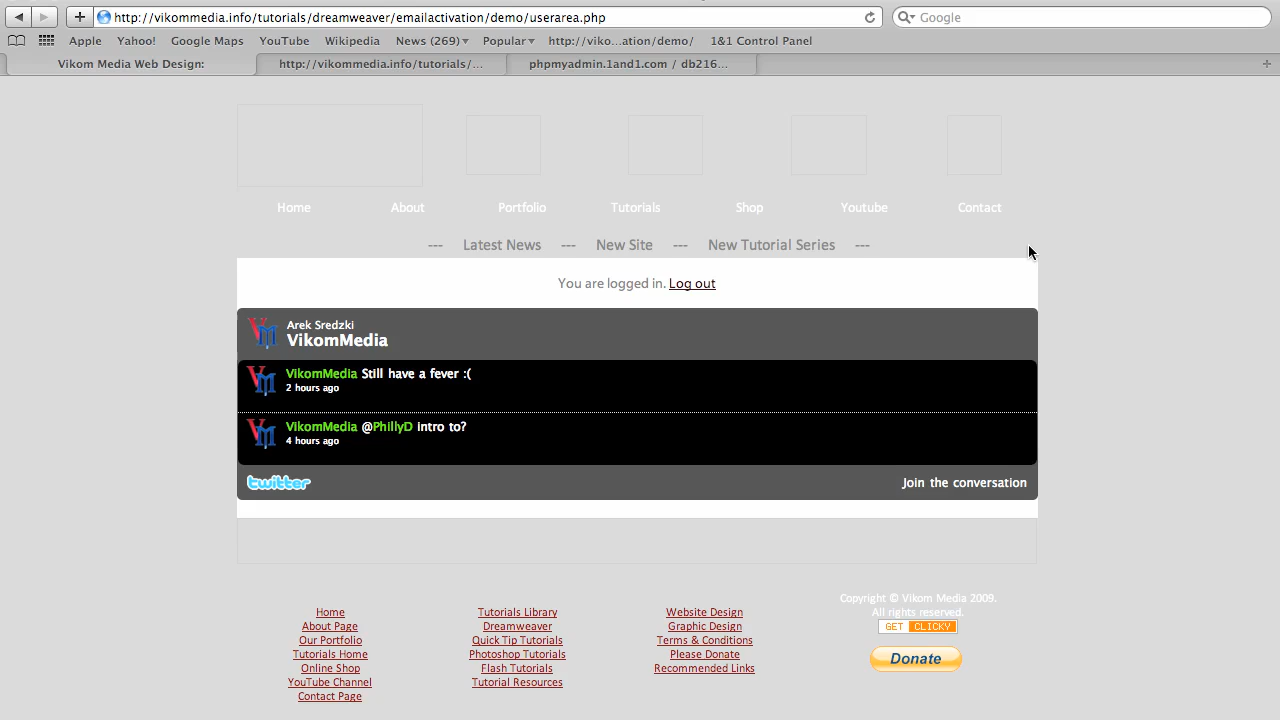 http://vikommedia.info/tutorials/dreamweaver/emailactivation/demo/userarea.php
Google
Apple Yahoo! Google Maps YouTube Wikipedia News (269) Popular http://viko...ation/demo/ 1&1 Control Panel
Vikom Media Web Design: http://vikommedia.info/tutorials/... phpmyadmin.1and1.com / db216...
Home About Portfolio Tutorials Shop Youtube Contact
--- Latest News --- New Site --- New Tutorial Series ---
You are logged in. Log out
Arek Sredzki
VikomMedia
VikomMedia Still have a fever :(
2 hours ago
VikomMedia @PhillyD intro to?
4 hours ago
twitter
Join the conversation
Home
About Page
Our Portfolio
Tutorials Home
Online Shop
YouTube Channel
Contact Page
Tutorials Library
Dreamweaver
Quick Tip Tutorials
Photoshop Tutorials
Flash Tutorials
Tutorial Resources
Website Design
Graphic Design
Terms & Conditions
Please Donate
Recommended Links
Copyright © Vikom Media 2009.
All rights reserved.
GET CLICKY
Donate